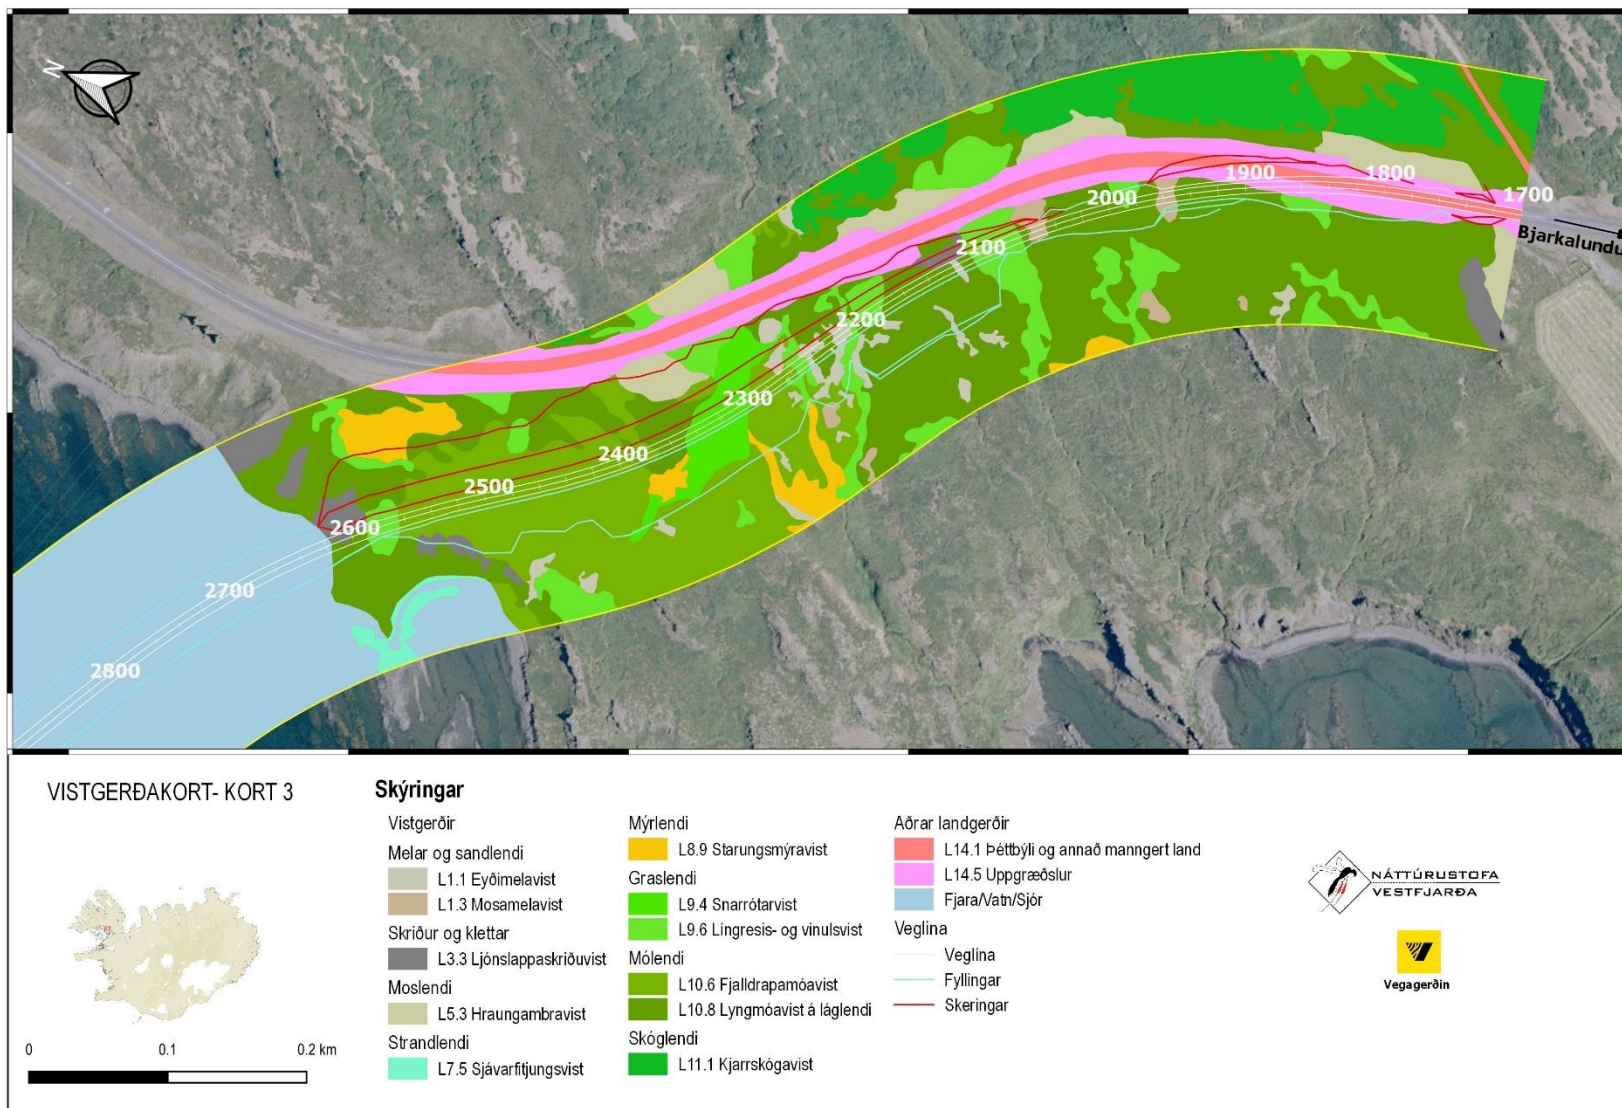 N
1700
1800
1900
2000
2100
2200
2300
2400
2500
2600
2700
2800
Bjarkalundu
VISTGERÐAKORT- KORT 3
0 0.1 0.2 km
Skýringar
Vistgerðir
Melar og sandlendi
L1.1 Eyðimelavist
L1.3 Mosamelavist
Skriður og klettar
L3.3 Ljónslappaskriðuvist
Moslendi
L5.3 Hraungambravist
Strandlendi
L7.5 Sjávarfitjungsvist
Mýrlendi
L8.9 Starungsmýravist
Graslendi
L9.4 Snarrótarvist
L9.6 Língresis- og vinulsvist
Mólendi
L10.6 Fjalldrapamóavist
L10.8 Lyngmóavist á láglendi
Skóglendi
L11.1 Kjarrskógavist
Aðrar landgerðir
L14.1 Þéttbýli og annað manngert land
L14.5 Uppgræðslur
Fjara/Vatn/Sjór
Veglína
Veglína
Fyllingar
Skeringar
NÁTTÚRUSTOFA
VESTFJARÐA
Vegagerðin